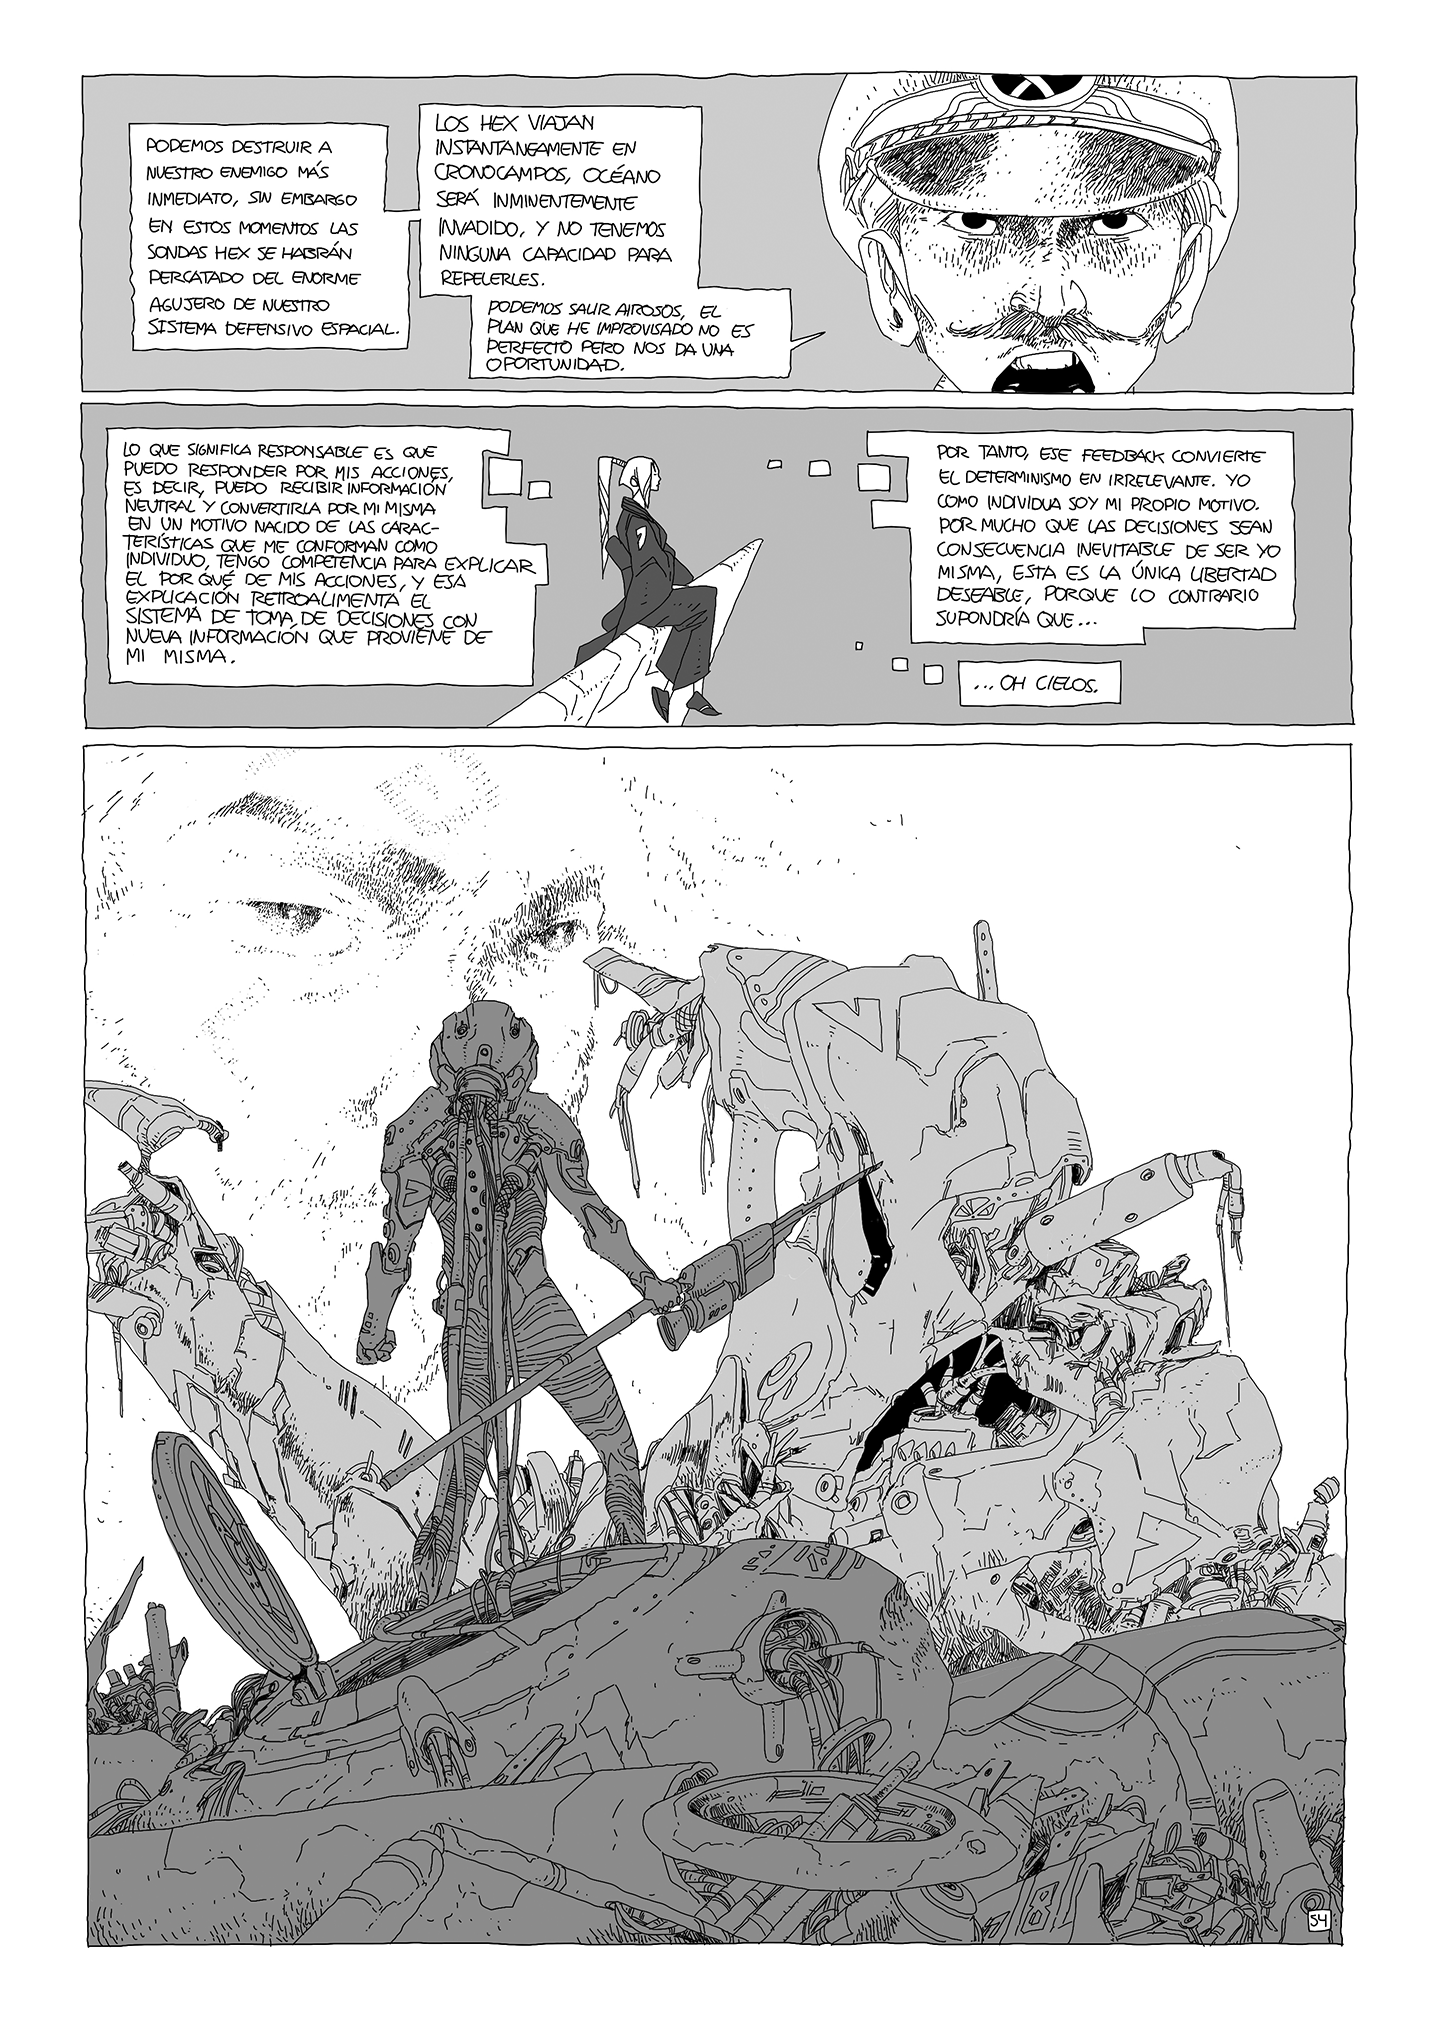 PODEMOS DESTRUIR A
NUESTRO ENEMIGO MÁS
INMEDIATO, SIN EMBARGO
EN ESTOS MOMENTOS LAS
SONDAS HEX SE HABRÁN
PERCATADO DEL ENORME
AGUJERO DE NUESTRO
SISTEMA DEFENSIVO ESPACIAL.
LOS HEX VIAJAN
INSTANTANEAMENTE EN
CRONOCAMPOS, OCÉANO
SERÁ INMINENTEMENTE
INVADIDO, Y NO TENEMOS
NINGUNA CAPACIDAD PARA
REPELERLES.
PODEMOS SALIR AIROSOS, EL
PLAN QUE HE IMPROVISADO NO ES
PERFECTO PERO NOS DA UNA
OPORTUNIDAD.
LO QUE SIGNIFICA RESPONSABLE ES QUE
PUEDO RESPONDER POR MIS ACCIONES,
ES DECIR, PUEDO RECIBIR INFORMACIÓN
NEUTRAL Y CONVERTIRLA POR MI MISMA
EN UN MOTIVO NACIDO DE LAS CARAC-
TERÍSTICAS QUE ME CONFORMAN COMO
INDIVIDUO, TENGO COMPETENCIA PARA EXPLICAR
EL POR QUÉ DE MIS ACCIONES, Y ESA
EXPLICACIÓN RETROALIMENTA EL
SISTEMA DE TOMA DE DECISIONES CON
NUEVA INFORMACIÓN QUE PROVIENE DE
MI MISMA.
POR TANTO, ESE FEEDBACK CONVIERTE
EL DETERMINISMO EN IRRELEVANTE. YO
COMO INDIVIDUA SOY MI PROPIO MOTIVO.
POR MUCHO QUE LAS DECISIONES SEAN
CONSECUENCIA INEVITABLE DE SER YO
MISMA, ESTA ES LA ÚNICA LIBERTAD
DESEABLE, PORQUE LO CONTRARIO
SUPONDRÍA QUE...
...OH CIELOS.
54